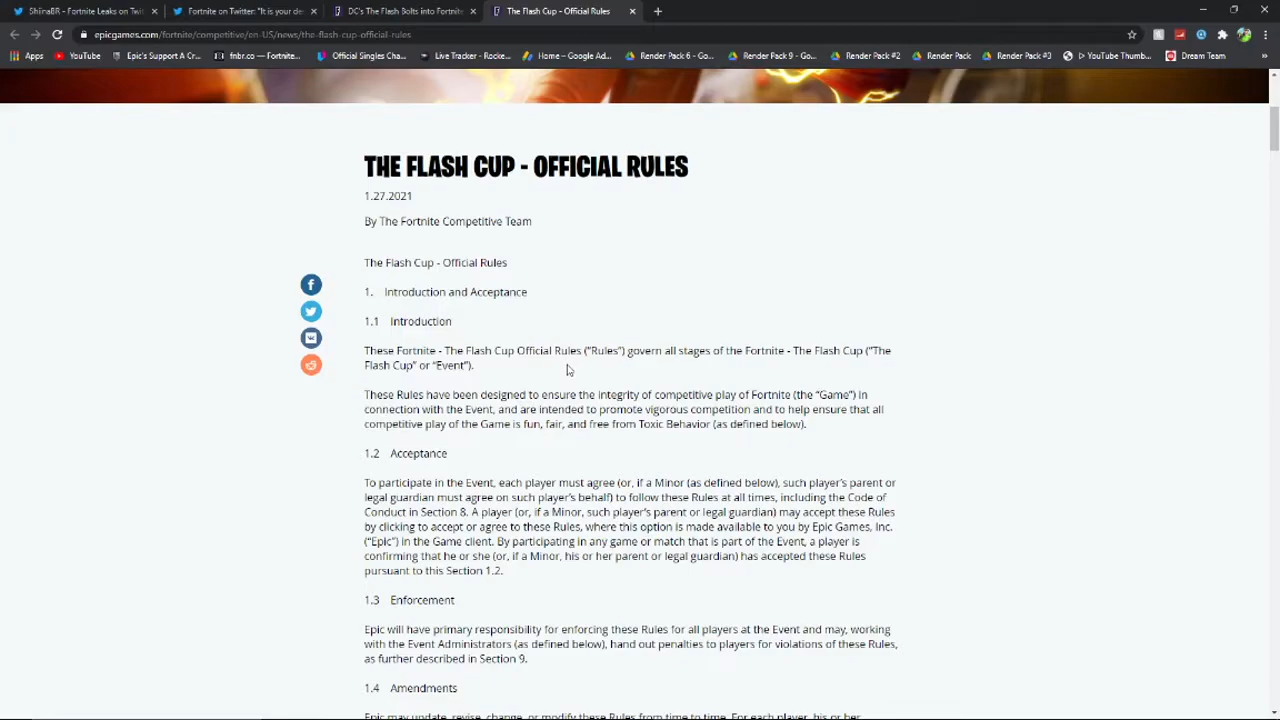 ShiinaBR - Fortnite Leaks on Twit
Fortnite on Twitter: "It is your des
DC's The Flash Bolts into Fortnite
The Flash Cup - Official Rules
epicgames.com/fortnite/competitive/en-US/news/the-flash-cup-official-rules
Apps
YouTube
Epic's Support A Cr...
fnbr.co — Fortnite...
Official Singles Cha...
Live Tracker - Rocke...
Home – Google Ad...
Render Pack 6 - Go...
Render Pack 9 - Go...
Render Pack #2
Render Pack
Render Pack #3
▷ YouTube Thumb...
Dream Team
THE FLASH CUP - OFFICIAL RULES
1.27.2021
By The Fortnite Competitive Team
The Flash Cup - Official Rules
1. Introduction and Acceptance
1.1 Introduction
These Fortnite - The Flash Cup Official Rules ("Rules") govern all stages of the Fortnite - The Flash Cup ("The
Flash Cup" or "Event").
These Rules have been designed to ensure the integrity of competitive play of Fortnite (the "Game") in
connection with the Event, and are intended to promote vigorous competition and to help ensure that all
competitive play of the Game is fun, fair, and free from Toxic Behavior (as defined below).
1.2 Acceptance
To participate in the Event, each player must agree (or, if a Minor (as defined below), such player's parent or
legal guardian must agree on such player's behalf) to follow these Rules at all times, including the Code of
Conduct in Section 8. A player (or, if a Minor, such player's parent or legal guardian) may accept these Rules
by clicking to accept or agree to these Rules, where this option is made available to you by Epic Games, Inc.
("Epic") in the Game client. By participating in any game or match that is part of the Event, a player is
confirming that he or she (or, if a Minor, his or her parent or legal guardian) has accepted these Rules
pursuant to this Section 1.2.
1.3 Enforcement
Epic will have primary responsibility for enforcing these Rules for all players at the Event and may, working
with the Event Administrators (as defined below), hand out penalties to players for violations of these Rules,
as further described in Section 9.
1.4 Amendments
Epic may update, revise, change, or modify these Rules from time to time. For each player, his or her